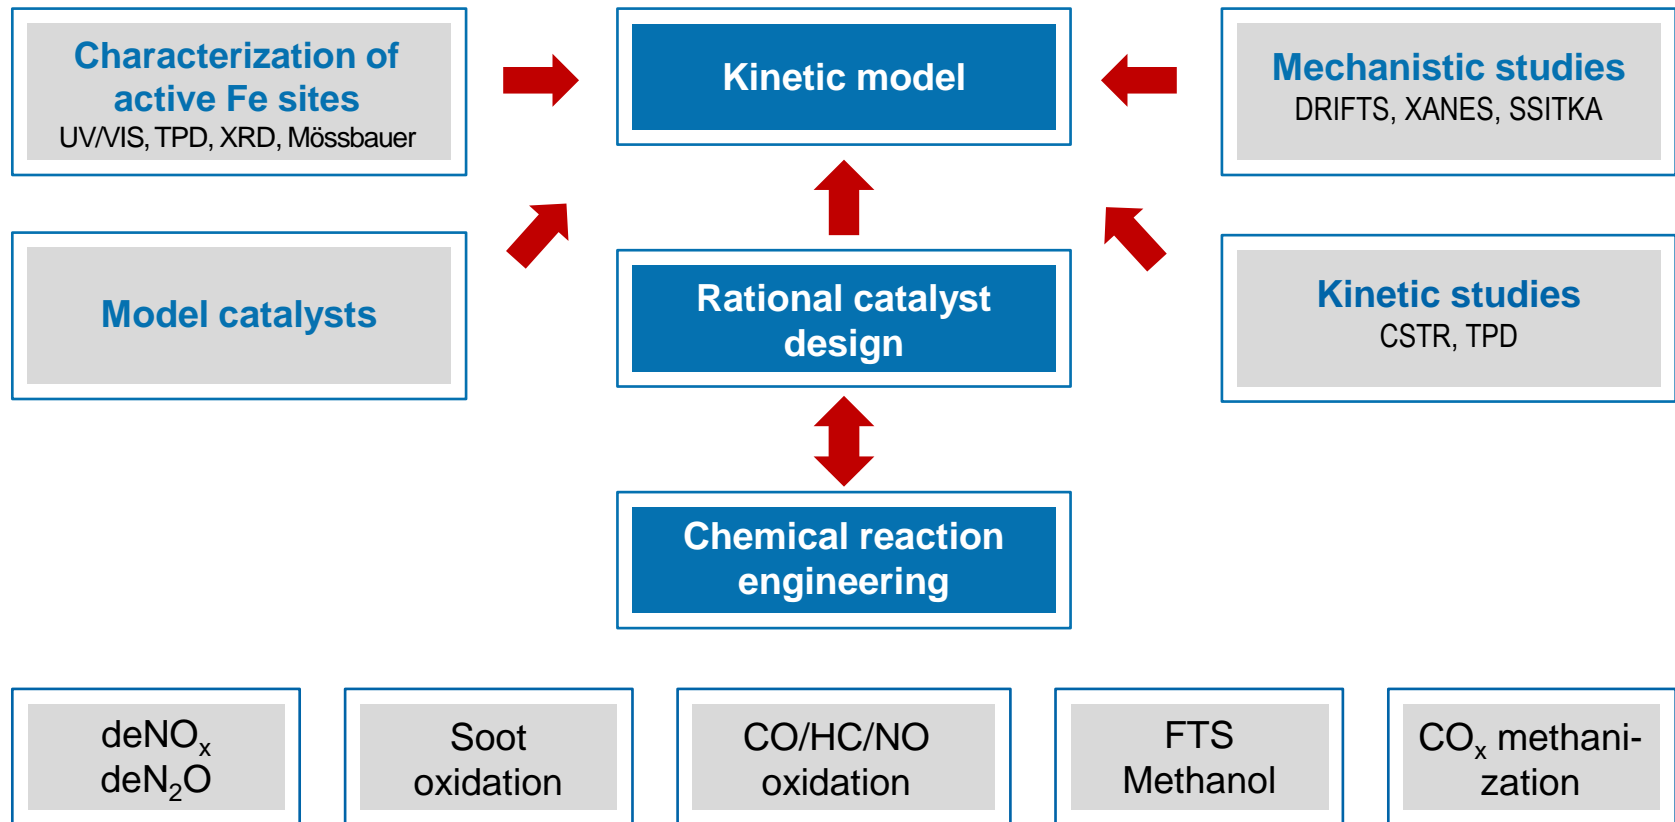 Characterization of
active Fe sites
UV/VIS, TPD, XRD, Mössbauer
Kinetic model
Mechanistic studies
DRIFTS, XANES, SSITKA
Model catalysts
Rational catalyst
design
Kinetic studies
CSTR, TPD
Chemical reaction
engineering
deNOₓ
deN₂O
Soot
oxidation
CO/HC/NO
oxidation
FTS
Methanol
COₓ methani-
zation